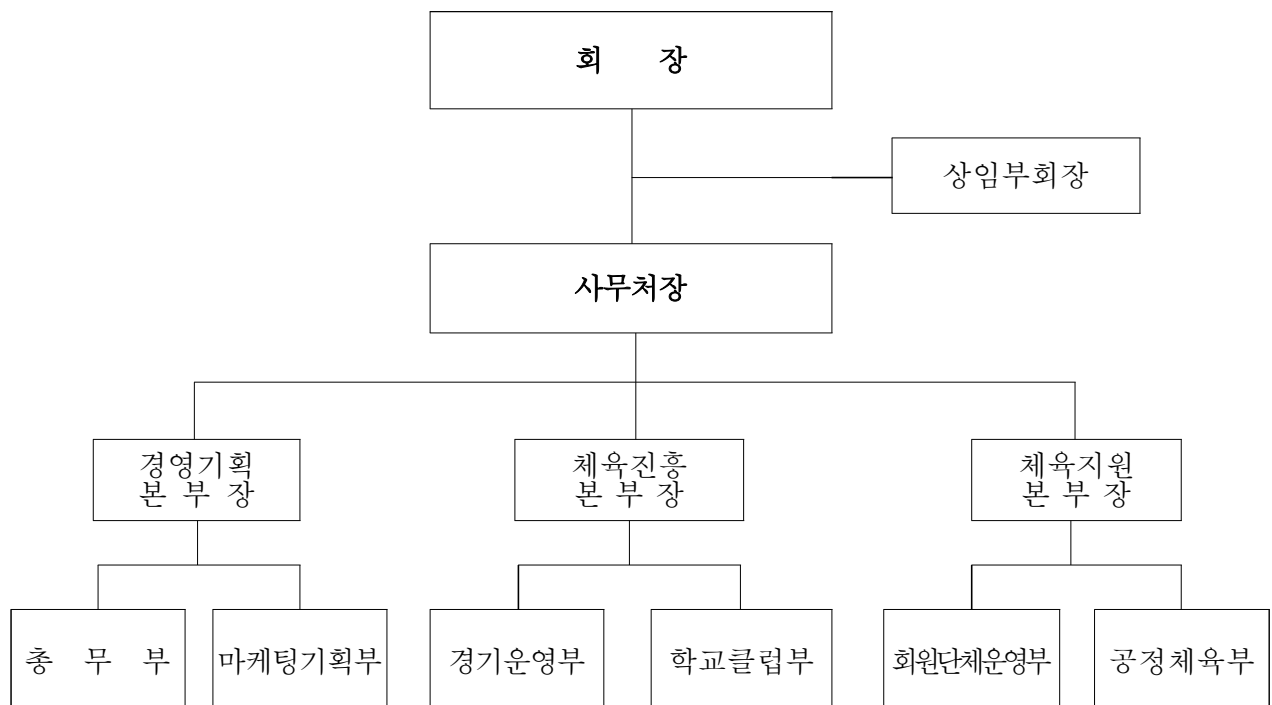 회 장
상임부회장
사무처장
경영기획
본 부 장
체육진흥
본 부 장
체육지원
본 부 장
총 무 부
마케팅기획부
경기운영부
학교클럽부
회원단체운영부
공정체육부